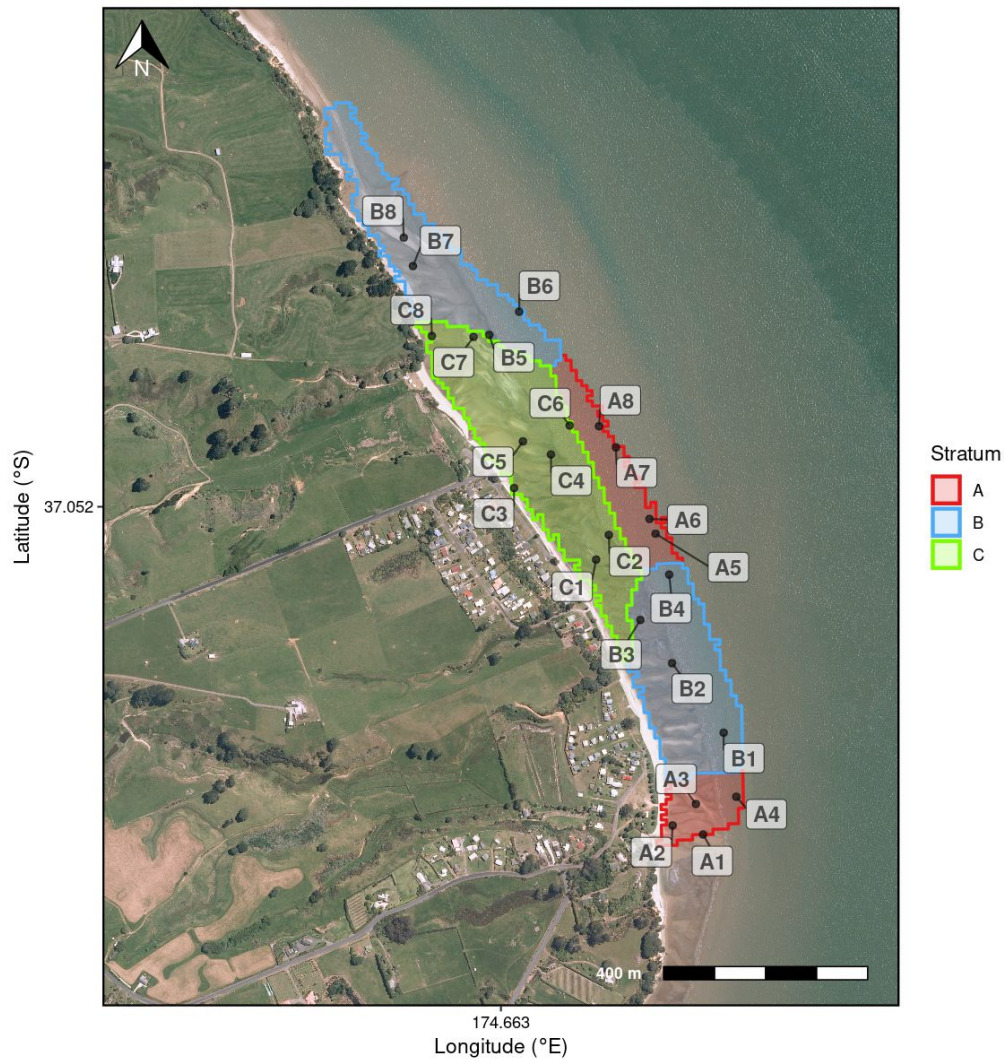 N
B8
B7
B6
C8
C7
B5
C6
A8
C5
C4
A7
C3
A6
C2
A5
C1
B4
B3
B2
B1
A3
A4
A2
A1
400 m
37.052
Latitude (°S)
174.663
Longitude (°E)
Stratum
A
B
C